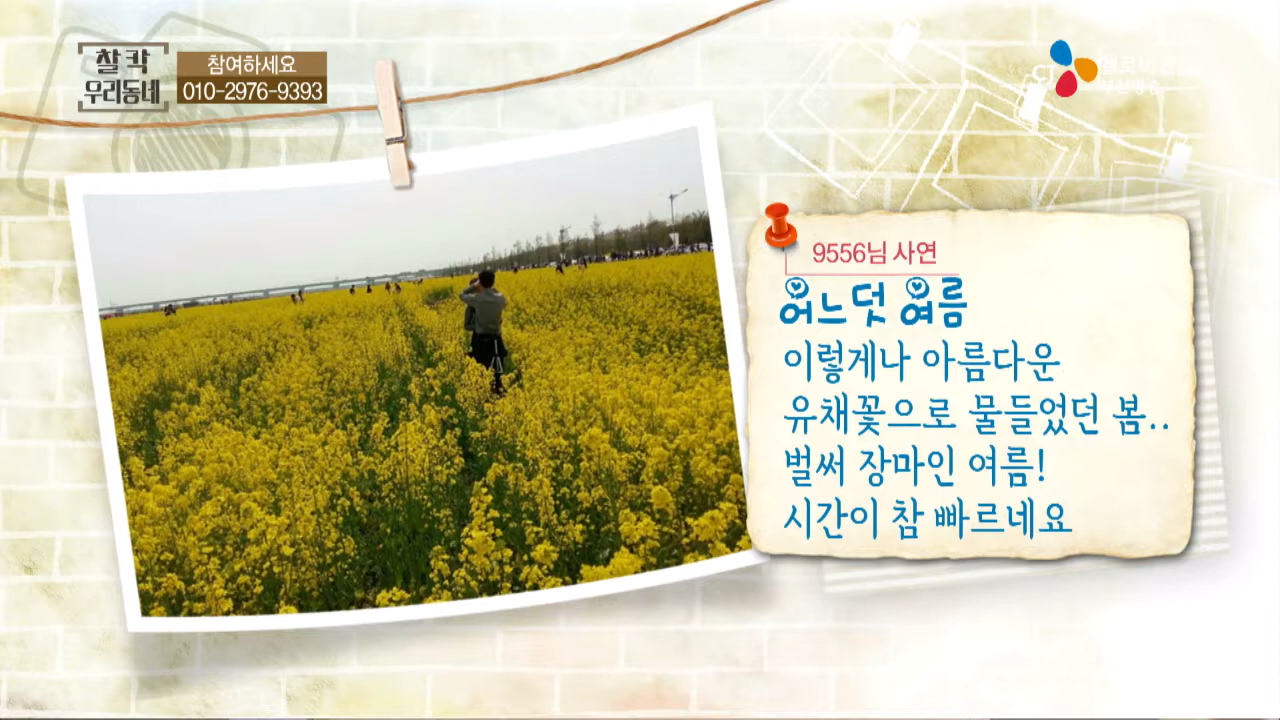 찰칵
우리동네
참여하세요
010-2976-9393
CJ
9556님 사연
어느덧 여름
이렇게나 아름다운
유채꽃으로 물들었던 봄..
벌써 장마인 여름!
시간이 참 빠르네요